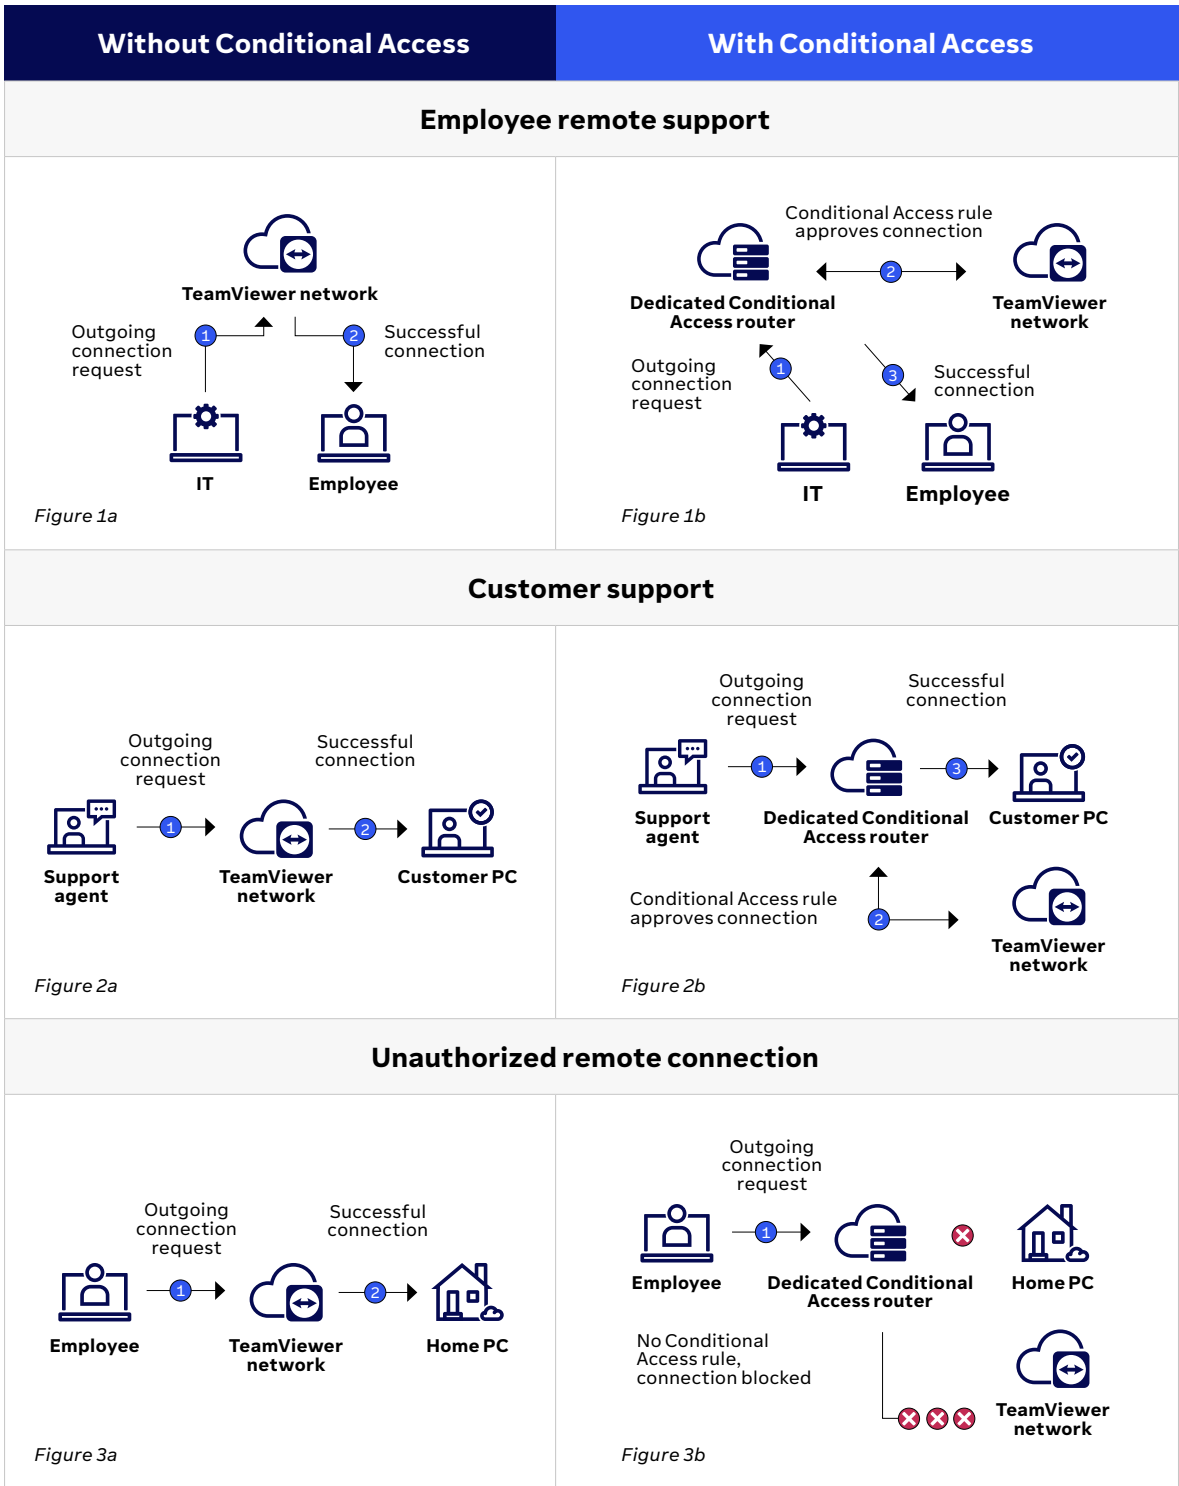 Without Conditional Access
With Conditional Access
Employee remote support
TeamViewer network
Outgoing
connection
request
1
2
Successful
connection
IT
Employee
Figure 1a
Conditional Access rule
approves connection
2
Dedicated Conditional
Access router
TeamViewer
network
Outgoing
connection
request
1
3
Successful
connection
IT
Employee
Figure 1b
Customer support
Outgoing
connection
request
Successful
connection
1
2
Support
agent
TeamViewer
network
Customer PC
Figure 2a
Outgoing
connection
request
Successful
connection
1
3
Support
agent
Dedicated Conditional
Access router
Customer PC
Conditional Access rule
approves connection
2
TeamViewer
network
Figure 2b
Unauthorized remote connection
Outgoing
connection
request
Successful
connection
1
2
Employee
TeamViewer
network
Home PC
Figure 3a
Outgoing
connection
request
1
Employee
Dedicated Conditional
Access router
Home PC
No Conditional
Access rule,
connection blocked
TeamViewer
network
Figure 3b